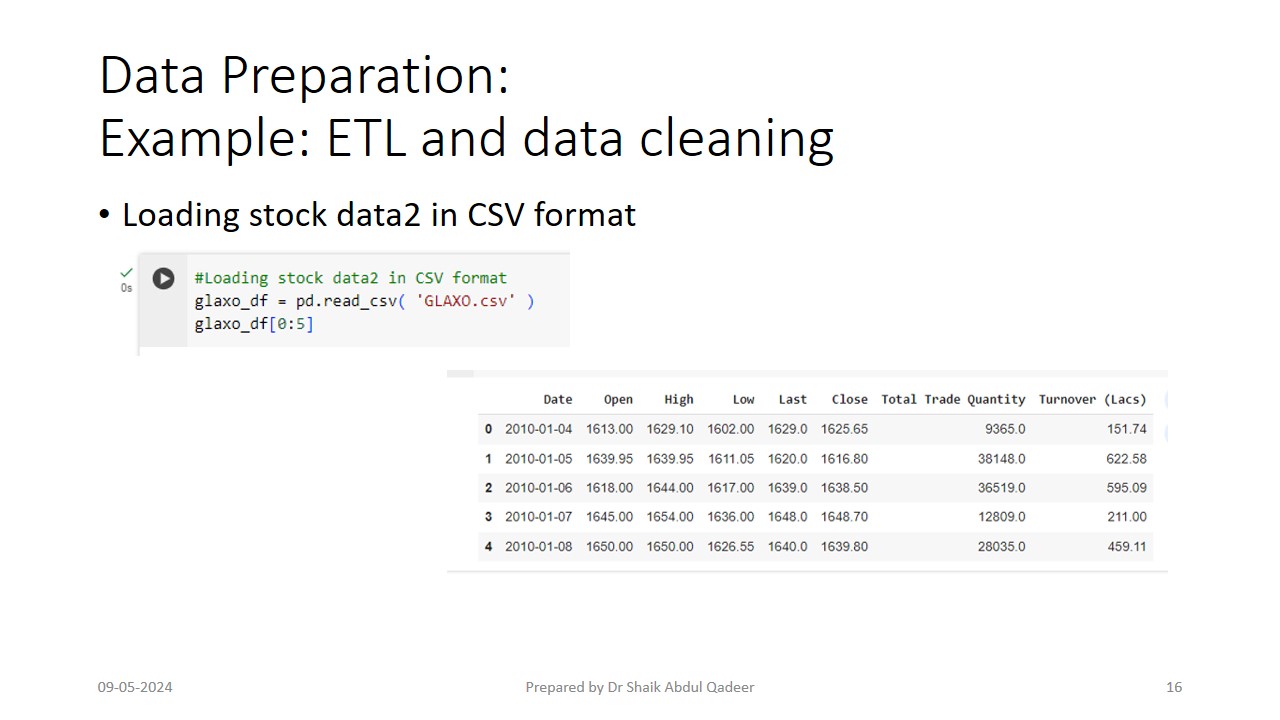 Data Preparation:
Example: ETL and data cleaning
• Loading stock data2 in CSV format
0s
#Loading stock data2 in CSV format
glaxo_df = pd.read_csv( 'GLAXO.csv' )
glaxo_df[0:5]
Date Open High Low Last Close Total Trade Quantity Turnover (Lacs)
0 2010-01-04 1613.00 1629.10 1602.00 1629.0 1625.65 9365.0 151.74
1 2010-01-05 1639.95 1639.95 1611.05 1620.0 1616.80 38148.0 622.58
2 2010-01-06 1618.00 1644.00 1617.00 1639.0 1638.50 36519.0 595.09
3 2010-01-07 1645.00 1654.00 1636.00 1648.0 1648.70 12809.0 211.00
4 2010-01-08 1650.00 1650.00 1626.55 1640.0 1639.80 28035.0 459.11
09-05-2024 Prepared by Dr Shaik Abdul Qadeer 16